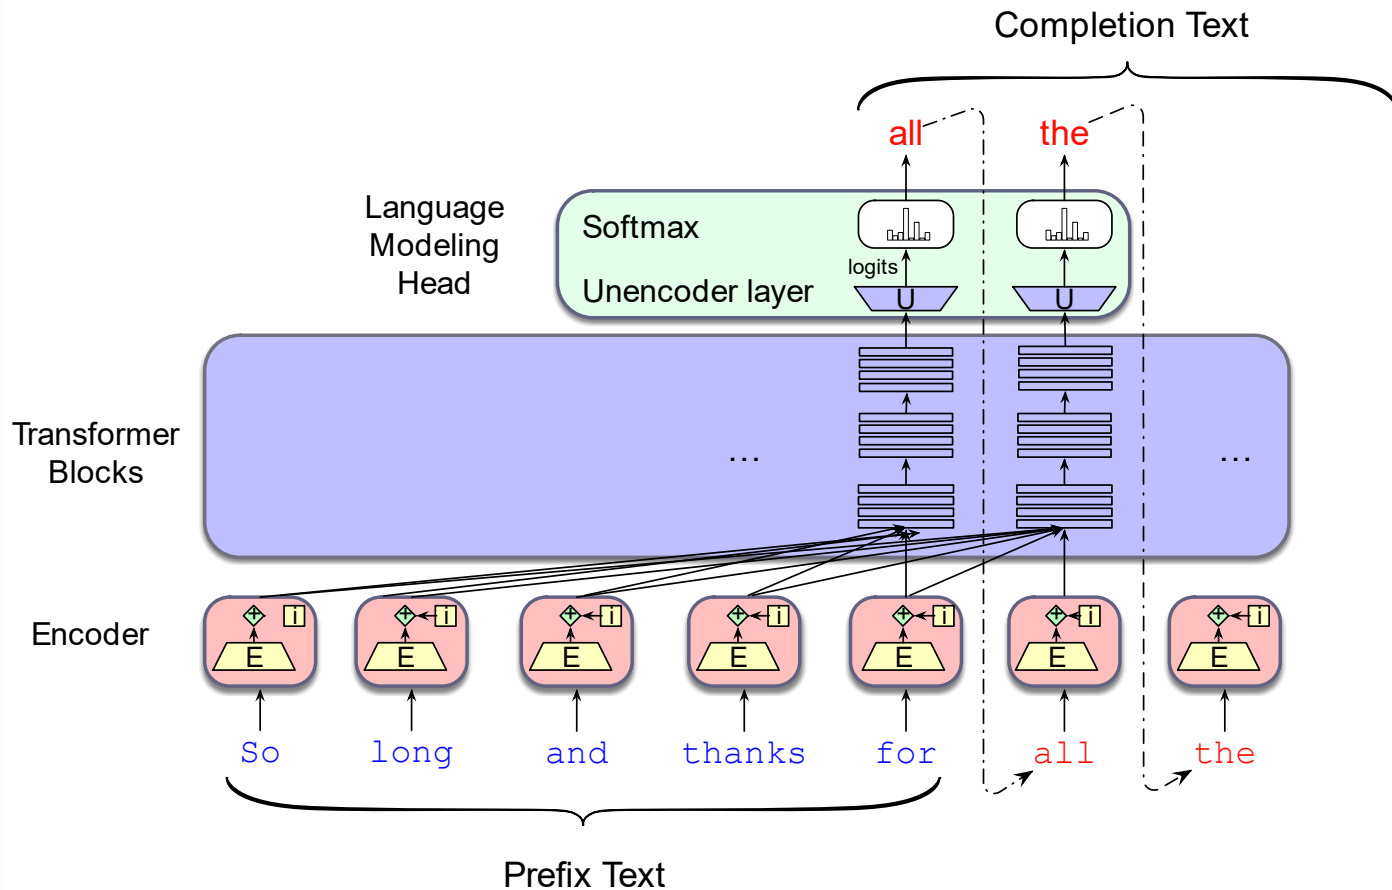 Completion Text
all the
Language
Modeling
Head
Softmax
logits
Unencoder layer U U
Transformer
Blocks
... ...
Encoder
+ i + i + i + i + i + i + i
E E E E E E E
So long and thanks for all the
Prefix Text